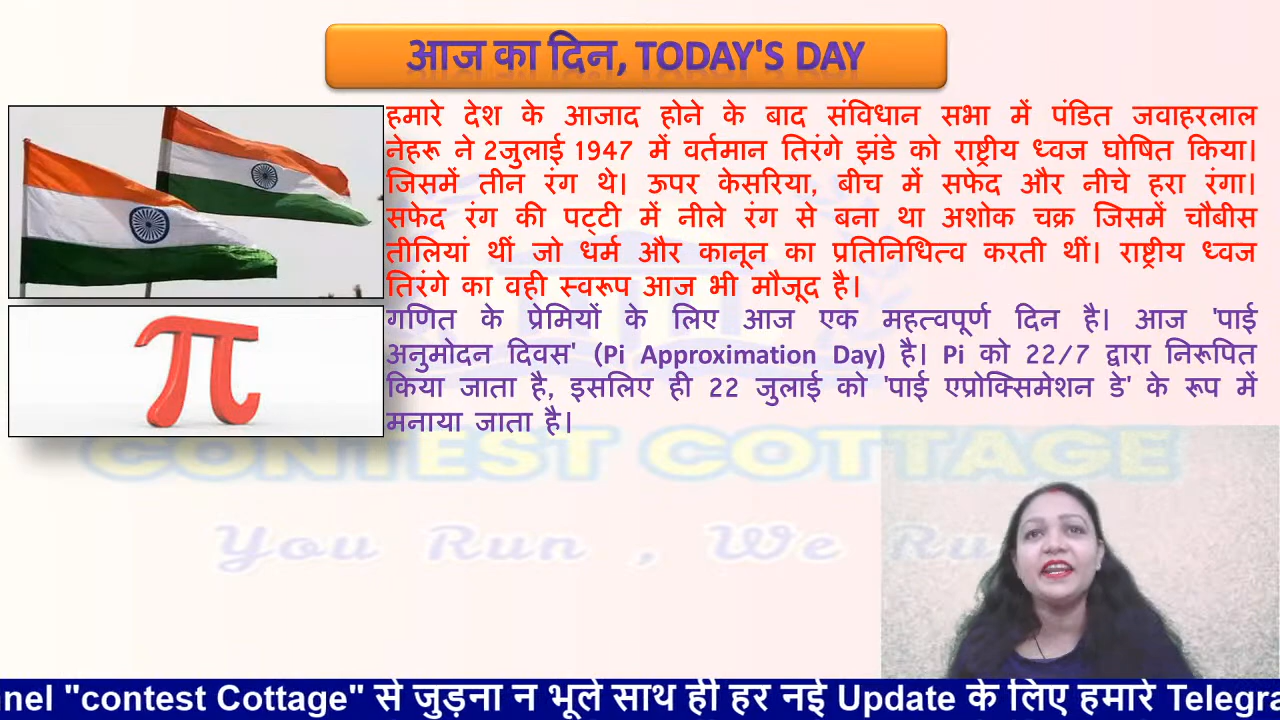 आज का दिन, TODAY'S DAY
हमारे देश के आजाद होने के बाद संविधान सभा में पंडित जवाहरलाल
नेहरू ने 2जुलाई 1947 में वर्तमान तिरंगे झंडे को राष्ट्रीय ध्वज घोषित किया।
जिसमें तीन रंग थे। ऊपर केसरिया, बीच में सफेद और नीचे हरा रंगा।
सफेद रंग की पट्टी में नीले रंग से बना था अशोक चक्र जिसमें चौबीस
तीलियां थीं जो धर्म और कानून का प्रतिनिधित्व करती थीं। राष्ट्रीय ध्वज
तिरंगे का वही स्वरूप आज भी मौजूद है।
गणित के प्रेमियों के लिए आज एक महत्वपूर्ण दिन है। आज 'पाई
अनुमोदन दिवस' (Pi Approximation Day) है। Pi को 22/7 द्वारा निरूपित
किया जाता है, इसलिए ही 22 जुलाई को 'पाई एप्रोक्सिमेशन डे' के रूप में
मनाया जाता है।
π
CONTEST COTTAGE
You Run , We Ru
nnel "contest Cottage" से जुड़ना न भूले साथ ही हर नई Update के लिए हमारे Telegra